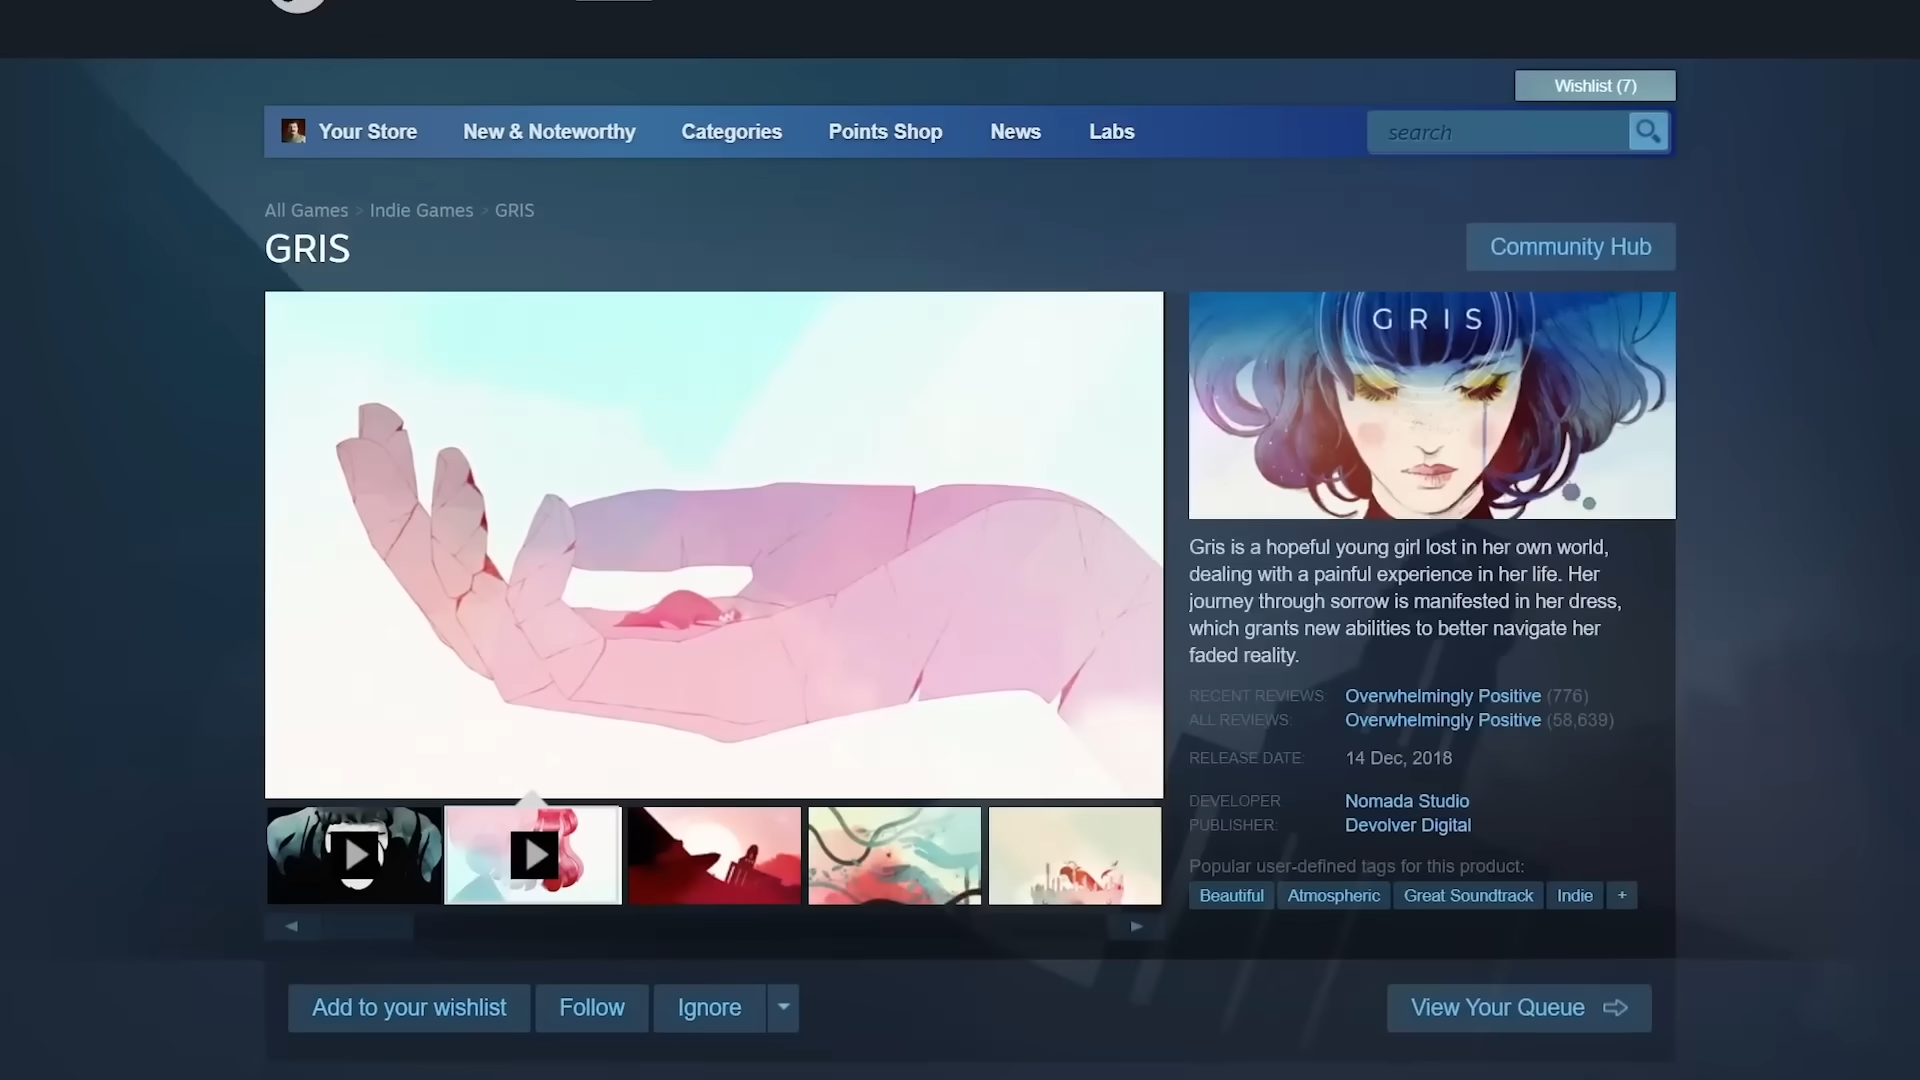 Wishlist (7)
Your Store New & Noteworthy Categories Points Shop News Labs search
All Games > Indie Games > GRIS
GRIS
Community Hub
GRIS
Gris is a hopeful young girl lost in her own world,
dealing with a painful experience in her life. Her
journey through sorrow is manifested in her dress,
which grants new abilities to better navigate her
faded reality.
RECENT REVIEWS: Overwhelmingly Positive (776)
ALL REVIEWS: Overwhelmingly Positive (58,639)
RELEASE DATE: 14 Dec, 2018
DEVELOPER Nomada Studio
PUBLISHER: Devolver Digital
Popular user-defined tags for this product:
Beautiful Atmospheric Great Soundtrack Indie +
Add to your wishlist Follow Ignore View Your Queue